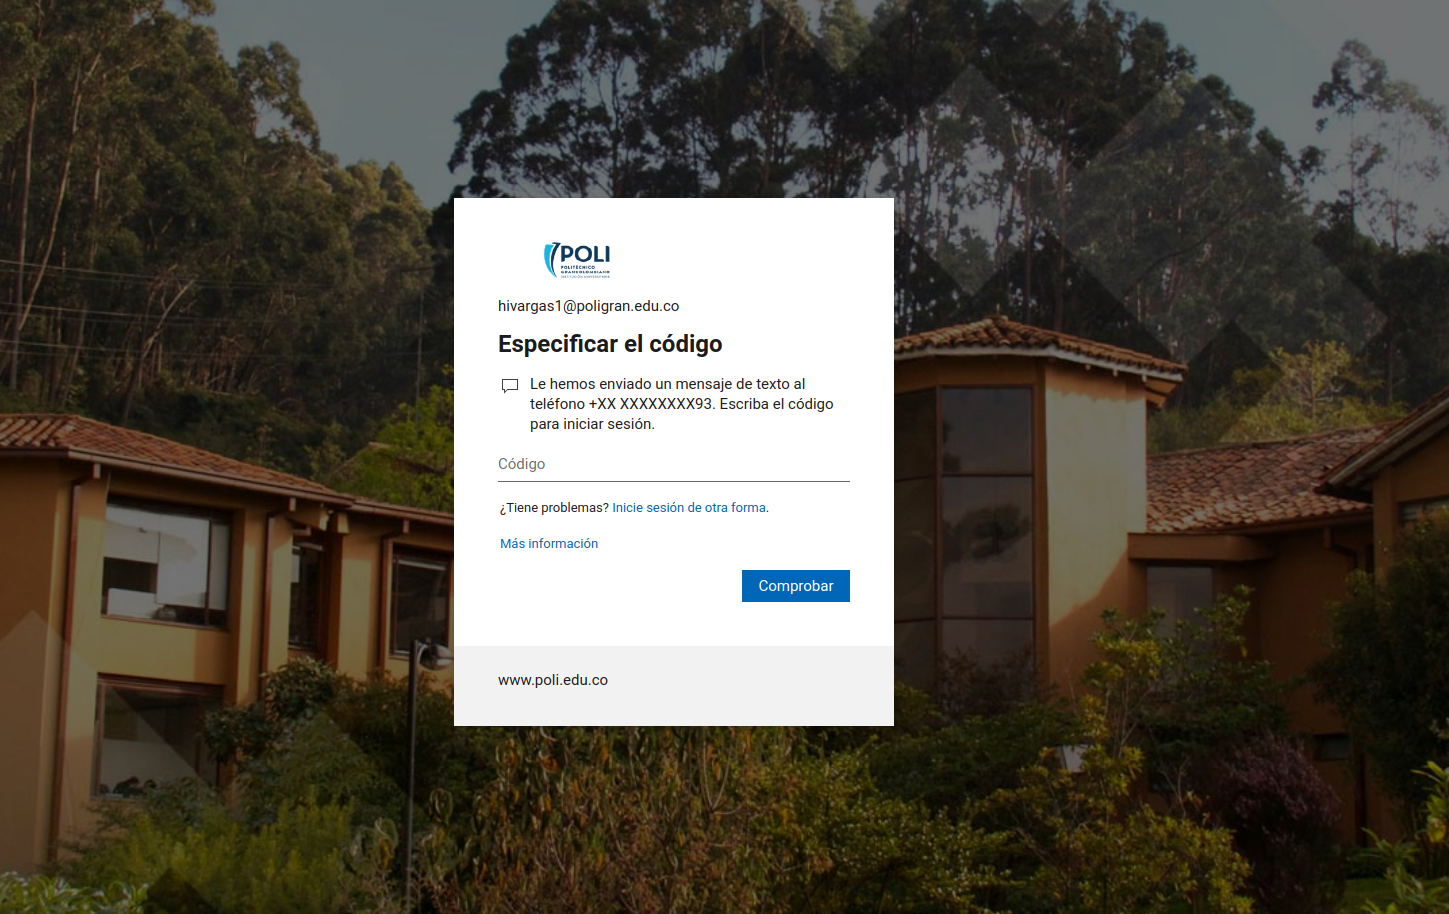 POLI
POLITÉCNICO
GRANCOLOMBIANO
hivargas1@poligran.edu.co
Especificar el código
Le hemos enviado un mensaje de texto al
teléfono +XX XXXXXXXX93. Escriba el código
para iniciar sesión.
Código
¿Tiene problemas? Inicie sesión de otra forma.
Más información
Comprobar
www.poli.edu.co